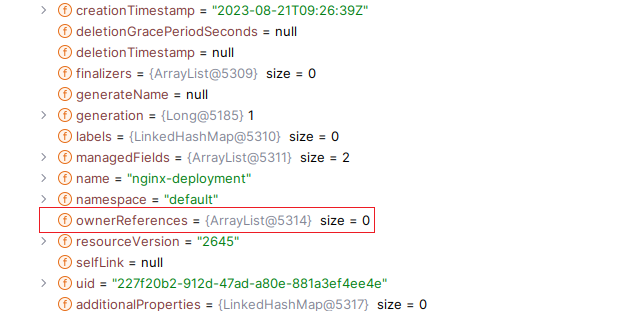 creationTimestamp = "2023-08-21T09:26:39Z"
deletionGracePeriodSeconds = null
deletionTimestamp = null
finalizers = {ArrayList@5309} size = 0
generateName = null
generation = {Long@5185} 1
labels = {LinkedHashMap@5310} size = 0
managedFields = {ArrayList@5311} size = 2
name = "nginx-deployment"
namespace = "default"
ownerReferences = {ArrayList@5314} size = 0
resourceVersion = "2645"
selfLink = null
uid = "227f20b2-912d-47ad-a80e-881a3ef4ee4e"
additionalProperties = {LinkedHashMap@5317} size = 0